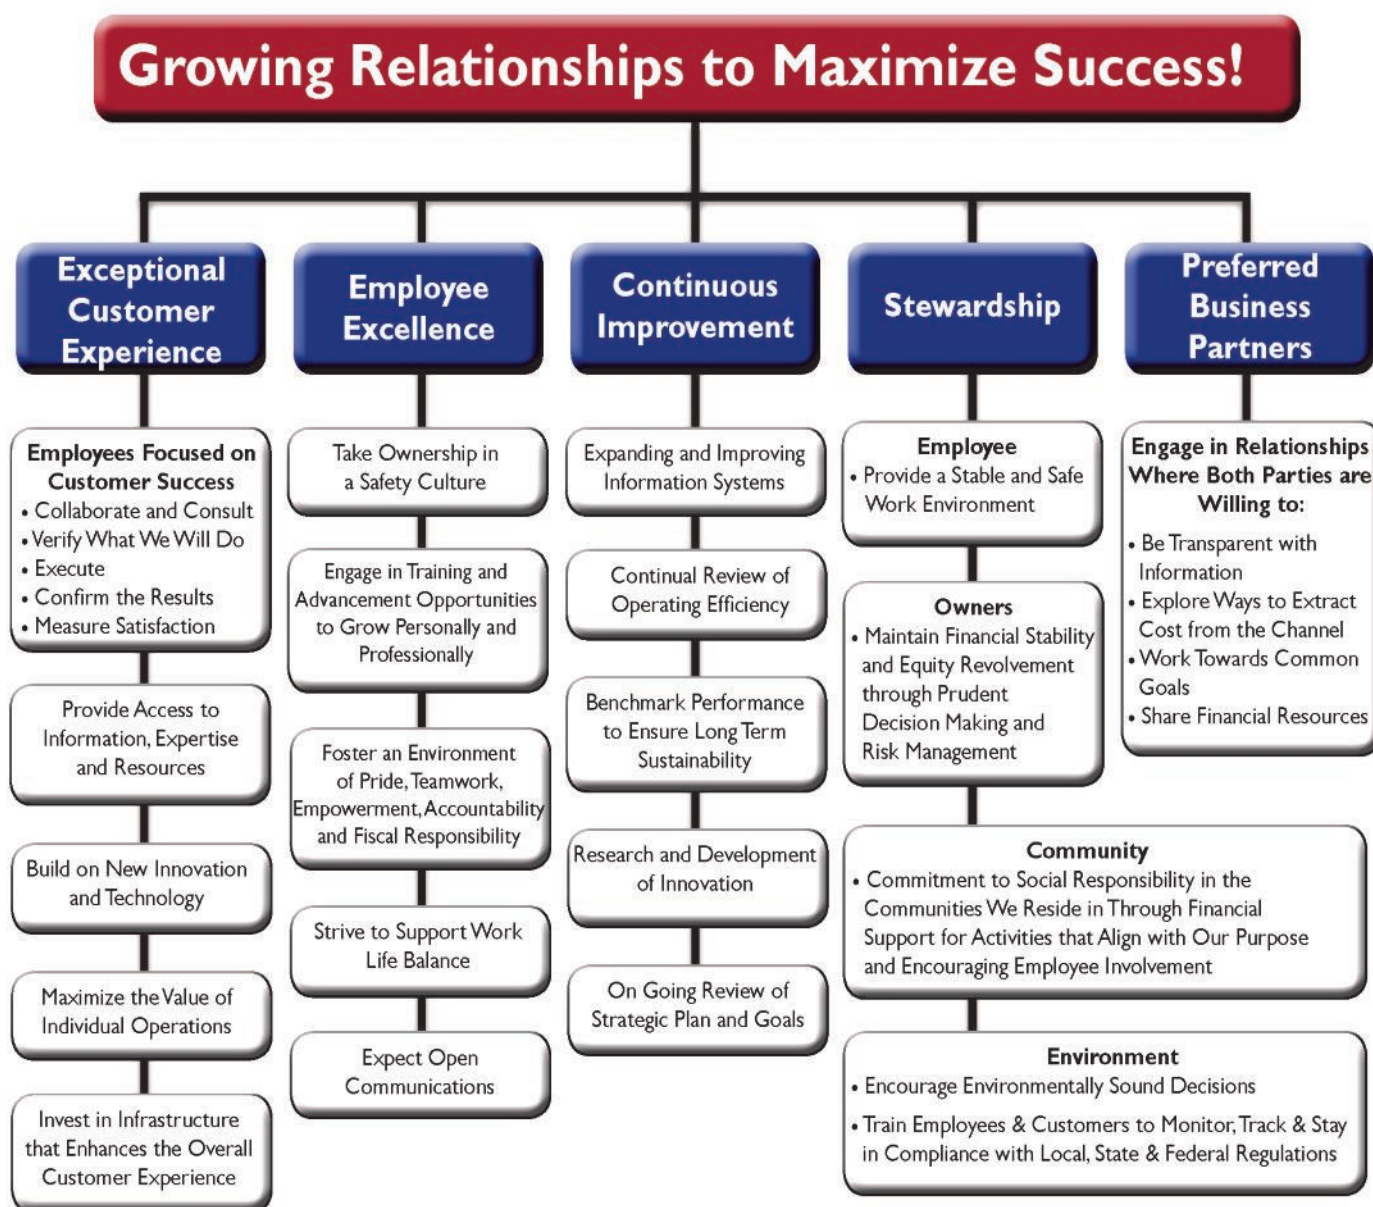 Growing Relationships to Maximize Success!
Exceptional
Customer
Experience
Employees Focused on
Customer Success
• Collaborate and Consult
• Verify What We Will Do
• Execute
• Confirm the Results
• Measure Satisfaction
Provide Access to
Information, Expertise
and Resources
Build on New Innovation
and Technology
Maximize the Value of
Individual Operations
Invest in Infrastructure
that Enhances the Overall
Customer Experience
Employee
Excellence
Take Ownership in
a Safety Culture
Engage in Training and
Advancement Opportunities
to Grow Personally and
Professionally
Foster an Environment
of Pride, Teamwork,
Empowerment, Accountability
and Fiscal Responsibility
Strive to Support Work
Life Balance
Expect Open
Communications
Continuous
Improvement
Expanding and Improving
Information Systems
Continual Review of
Operating Efficiency
Benchmark Performance
to Ensure Long Term
Sustainability
Research and Development
of Innovation
On Going Review of
Strategic Plan and Goals
Stewardship
Employee
• Provide a Stable and Safe
Work Environment
Owners
• Maintain Financial Stability
and Equity Revolvement
through Prudent
Decision Making and
Risk Management
Community
• Commitment to Social Responsibility in the
Communities We Reside in Through Financial
Support for Activities that Align with Our Purpose
and Encouraging Employee Involvement
Environment
• Encourage Environmentally Sound Decisions
• Train Employees & Customers to Monitor, Track & Stay
in Compliance with Local, State & Federal Regulations
Preferred
Business
Partners
Engage in Relationships
Where Both Parties are
Willing to:
• Be Transparent with
Information
• Explore Ways to Extract
Cost from the Channel
• Work Towards Common
Goals
• Share Financial Resources